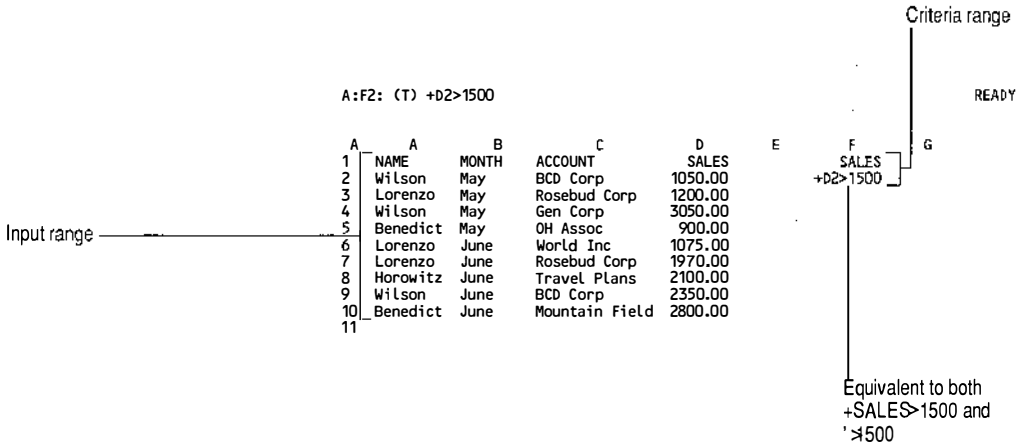 Criteria range
A:F2: (T) +D2>1500 READY
A A B C D E F G
1 NAME MONTH ACCOUNT SALES SALES
2 Wilson May BCD Corp 1050.00 +D2>1500
3 Lorenzo May Rosebud Corp 1200.00
4 Wilson May Gen Corp 3050.00
5 Benedict May OH Assoc 900.00
Input range
6 Lorenzo June World Inc 1075.00
7 Lorenzo June Rosebud Corp 1970.00
8 Horowitz June Travel Plans 2100.00
9 Wilson June BCD Corp 2350.00
10 Benedict June Mountain Field 2800.00
11
Equivalent to both
+SALES>1500 and
'>1500